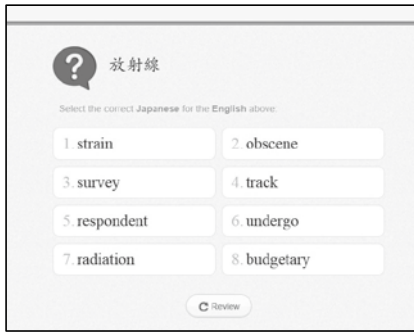 ?
放射線
Select the correct Japanese for the English above.
1. strain
2. obscene
3. survey
4. track
5. respondent
6. undergo
7. radiation
8. budgetary
Review